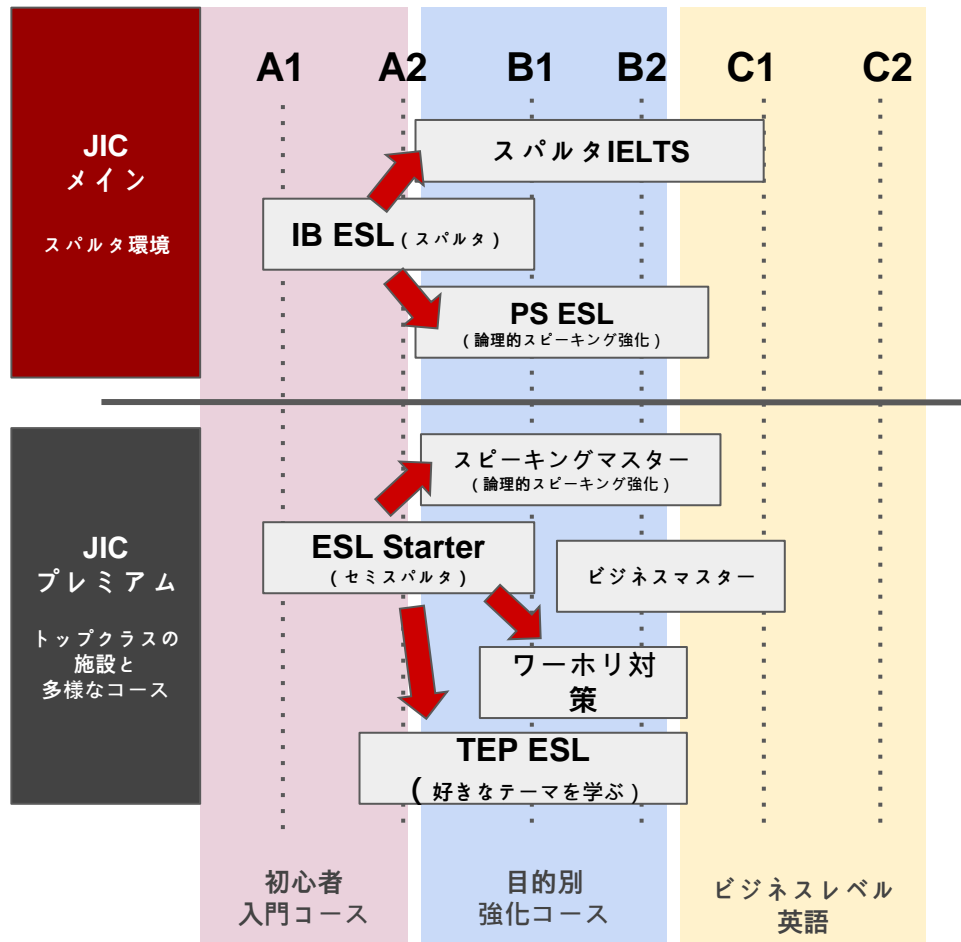 A1 A2 B1 B2 C1 C2
JIC
メイン
スパルタ環境
スパルタIELTS
IB ESL(スパルタ)
PS ESL
(論理的スピーキング強化)
JIC
プレミアム
トップクラスの
施設と
多様なコース
スピーキングマスター
(論理的スピーキング強化)
ESL Starter
(セミスパルタ)
ビジネスマスター
ワーホリ対
策
TEP ESL
(好きなテーマを学ぶ)
初心者
入門コース
目的別
強化コース
ビジネスレベル
英語